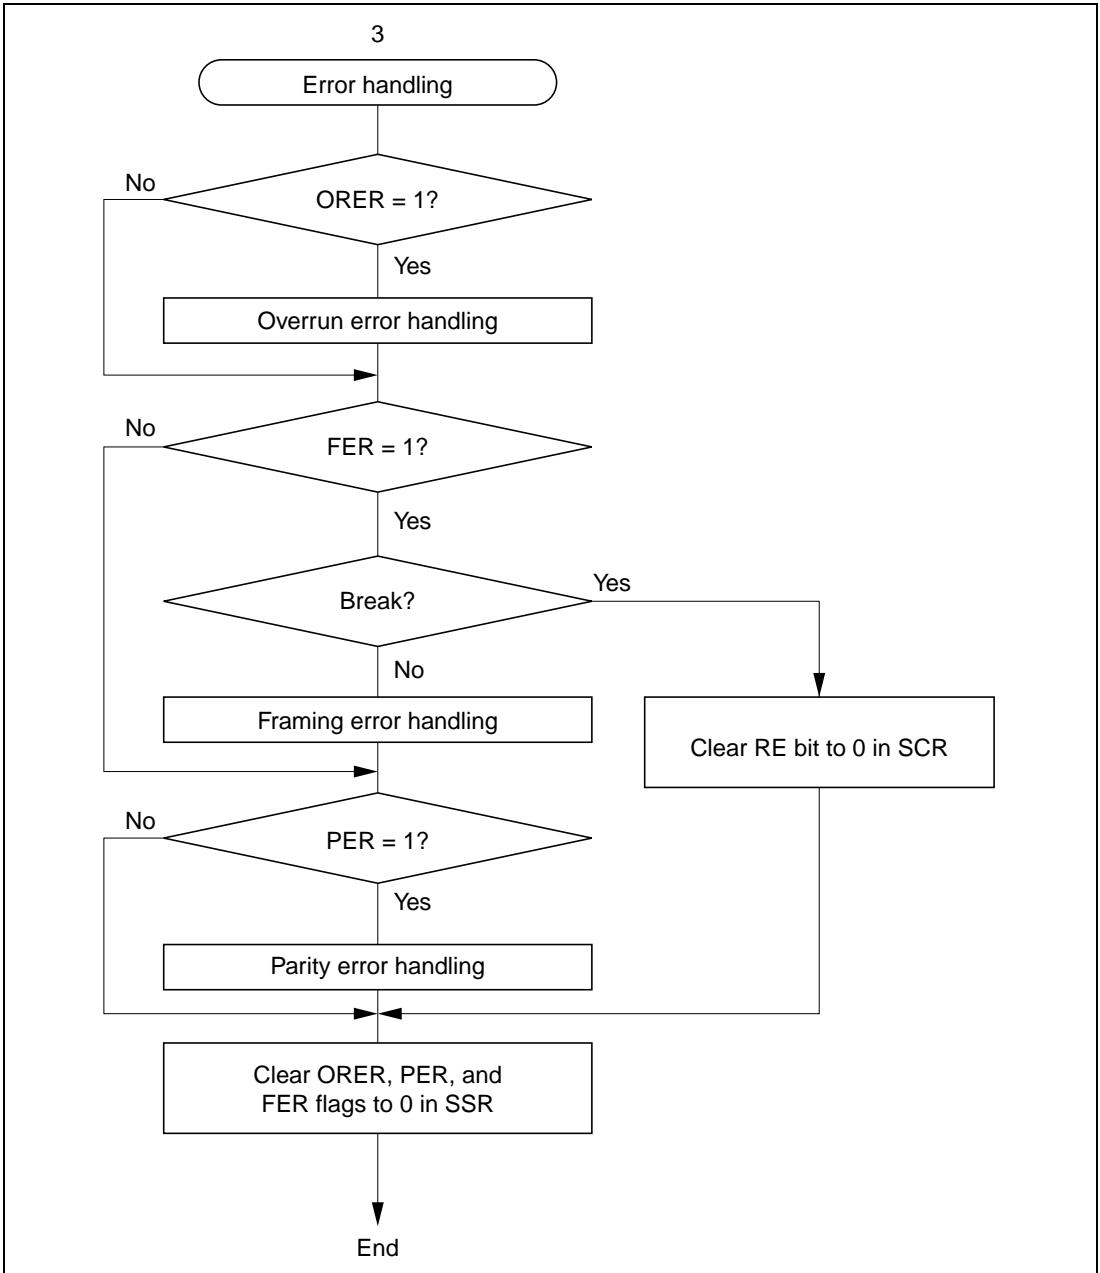 3
Error handling
No
ORER = 1?
Yes
Overrun error handling
No
FER = 1?
Yes
Break?
Yes
No
Framing error handling
Clear RE bit to 0 in SCR
No
PER = 1?
Yes
Parity error handling
Clear ORER, PER, and
FER flags to 0 in SSR
End